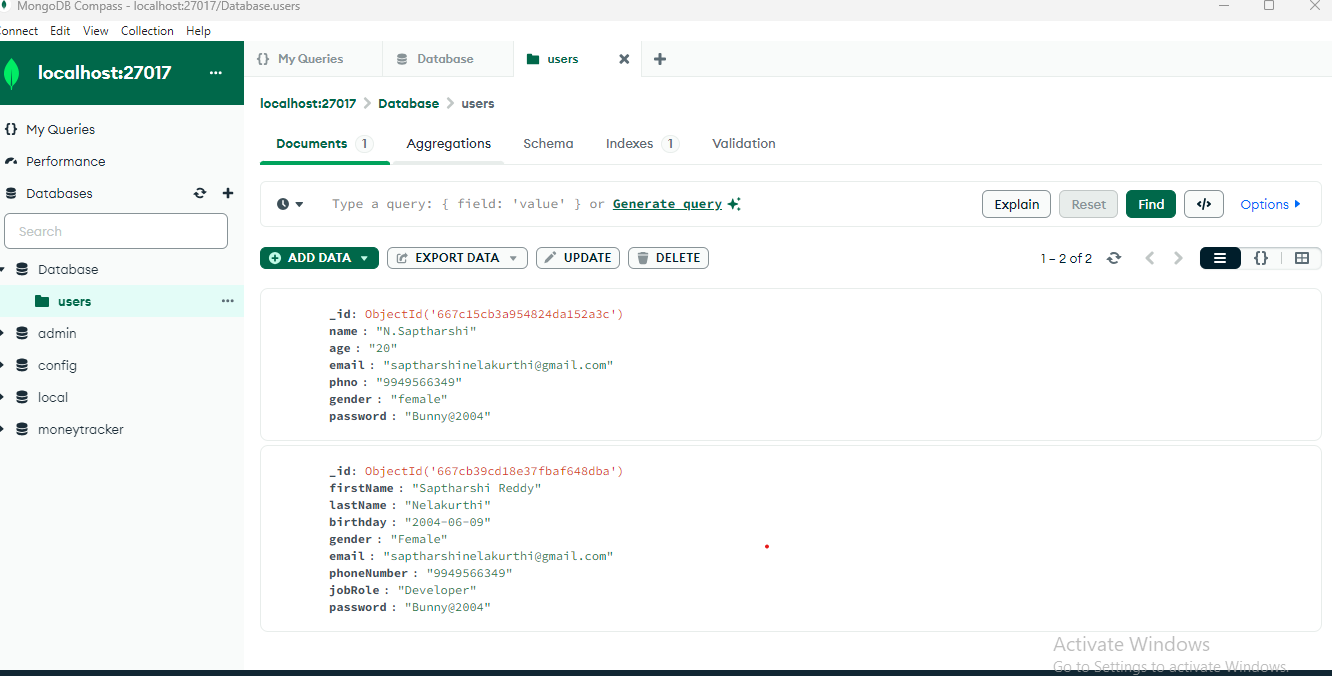 MongoDB Compass - localhost:27017/Database.users
onnect Edit View Collection Help
localhost:27017 ...
{} My Queries
Database
users
My Queries
Performance
Databases
Search
Database
users ...
admin
config
local
moneytracker
localhost:27017 > Database > users
Documents 1 Aggregations Schema Indexes 1 Validation
Type a query: { field: 'value' } or Generate query
Explain Reset Find </> Options
ADD DATA EXPORT DATA UPDATE DELETE
1 – 2 of 2 {}
_id: ObjectId('667c15cb3a954824da152a3c')
name : "N.Saptharshi"
age : "20"
email : "saptharshinelakurthi@gmail.com"
phno : "9949566349"
gender : "female"
password : "Bunny@2004"
_id: ObjectId('667cb39cd18e37fbaf648dba')
firstName : "Saptharshi Reddy"
lastName : "Nelakurthi"
birthday : "2004-06-09"
gender : "Female"
email : "saptharshinelakurthi@gmail.com"
phoneNumber : "9949566349"
jobRole : "Developer"
password : "Bunny@2004"
Activate Windows
Go to Settings to activate Windows.